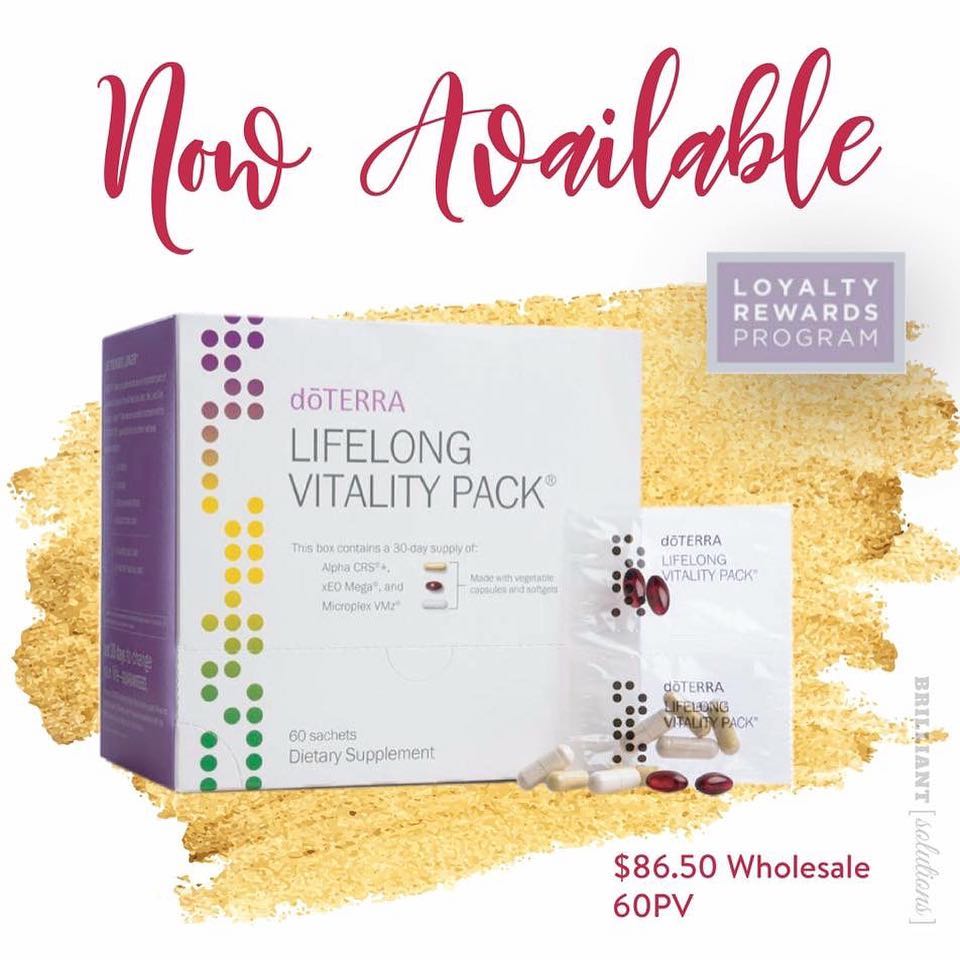 Now Available
LOYALTY
REWARDS
PROGRAM
dōTERRA
LIFELONG
VITALITY PACK®
This box contains a 30-day supply of:
Alpha CRS®+,
xEO Mega®, and
Microplex VMz®
Made with vegetable
capsules and softgels
60 sachets
Dietary Supplement
dōTERRA
LIFELONG
VITALITY PACK®
dōTERRA
LIFELONG
VITALITY PACK®
$86.50 Wholesale
60PV
BRILLIANT [solutions]